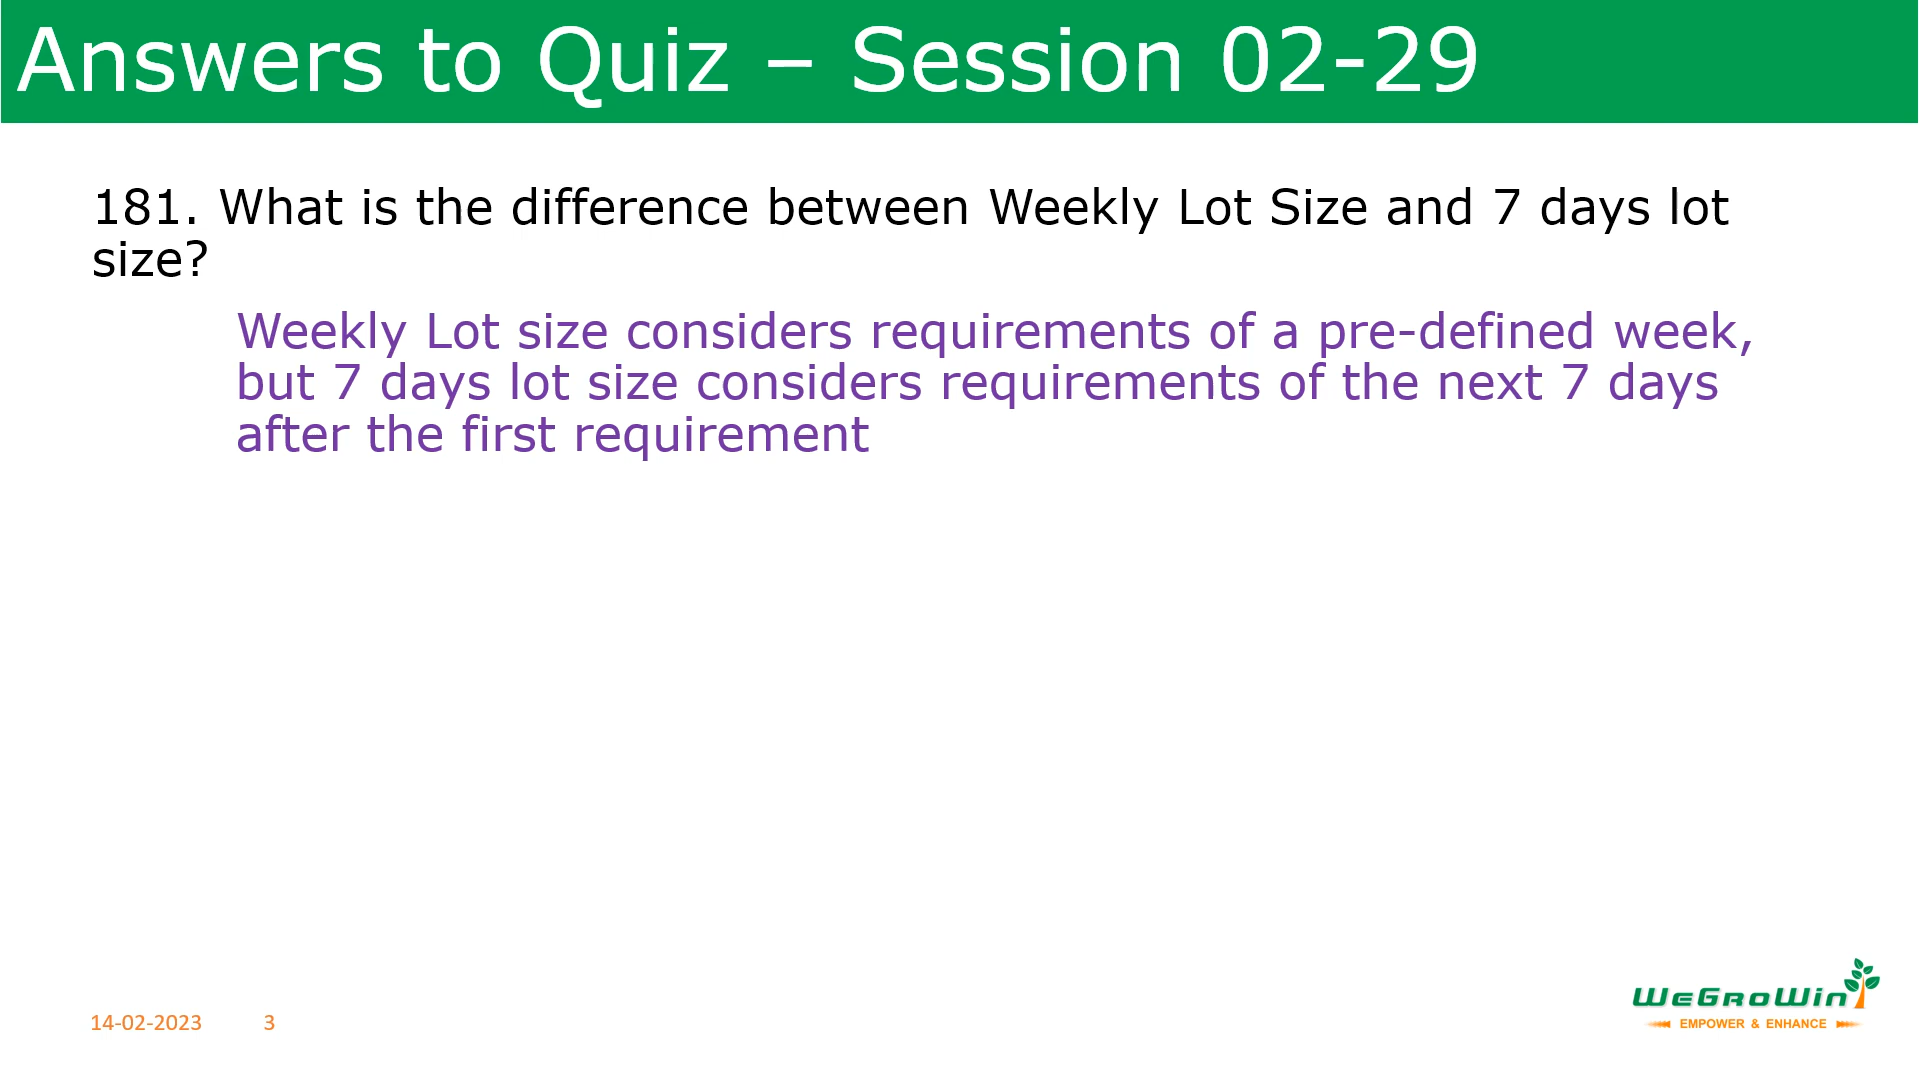 Answers to Quiz – Session 02-29
181. What is the difference between Weekly Lot Size and 7 days lot
size?
Weekly Lot size considers requirements of a pre-defined week,
but 7 days lot size considers requirements of the next 7 days
after the first requirement
WeGroWin
EMPOWER & ENHANCE
14-02-2023 3